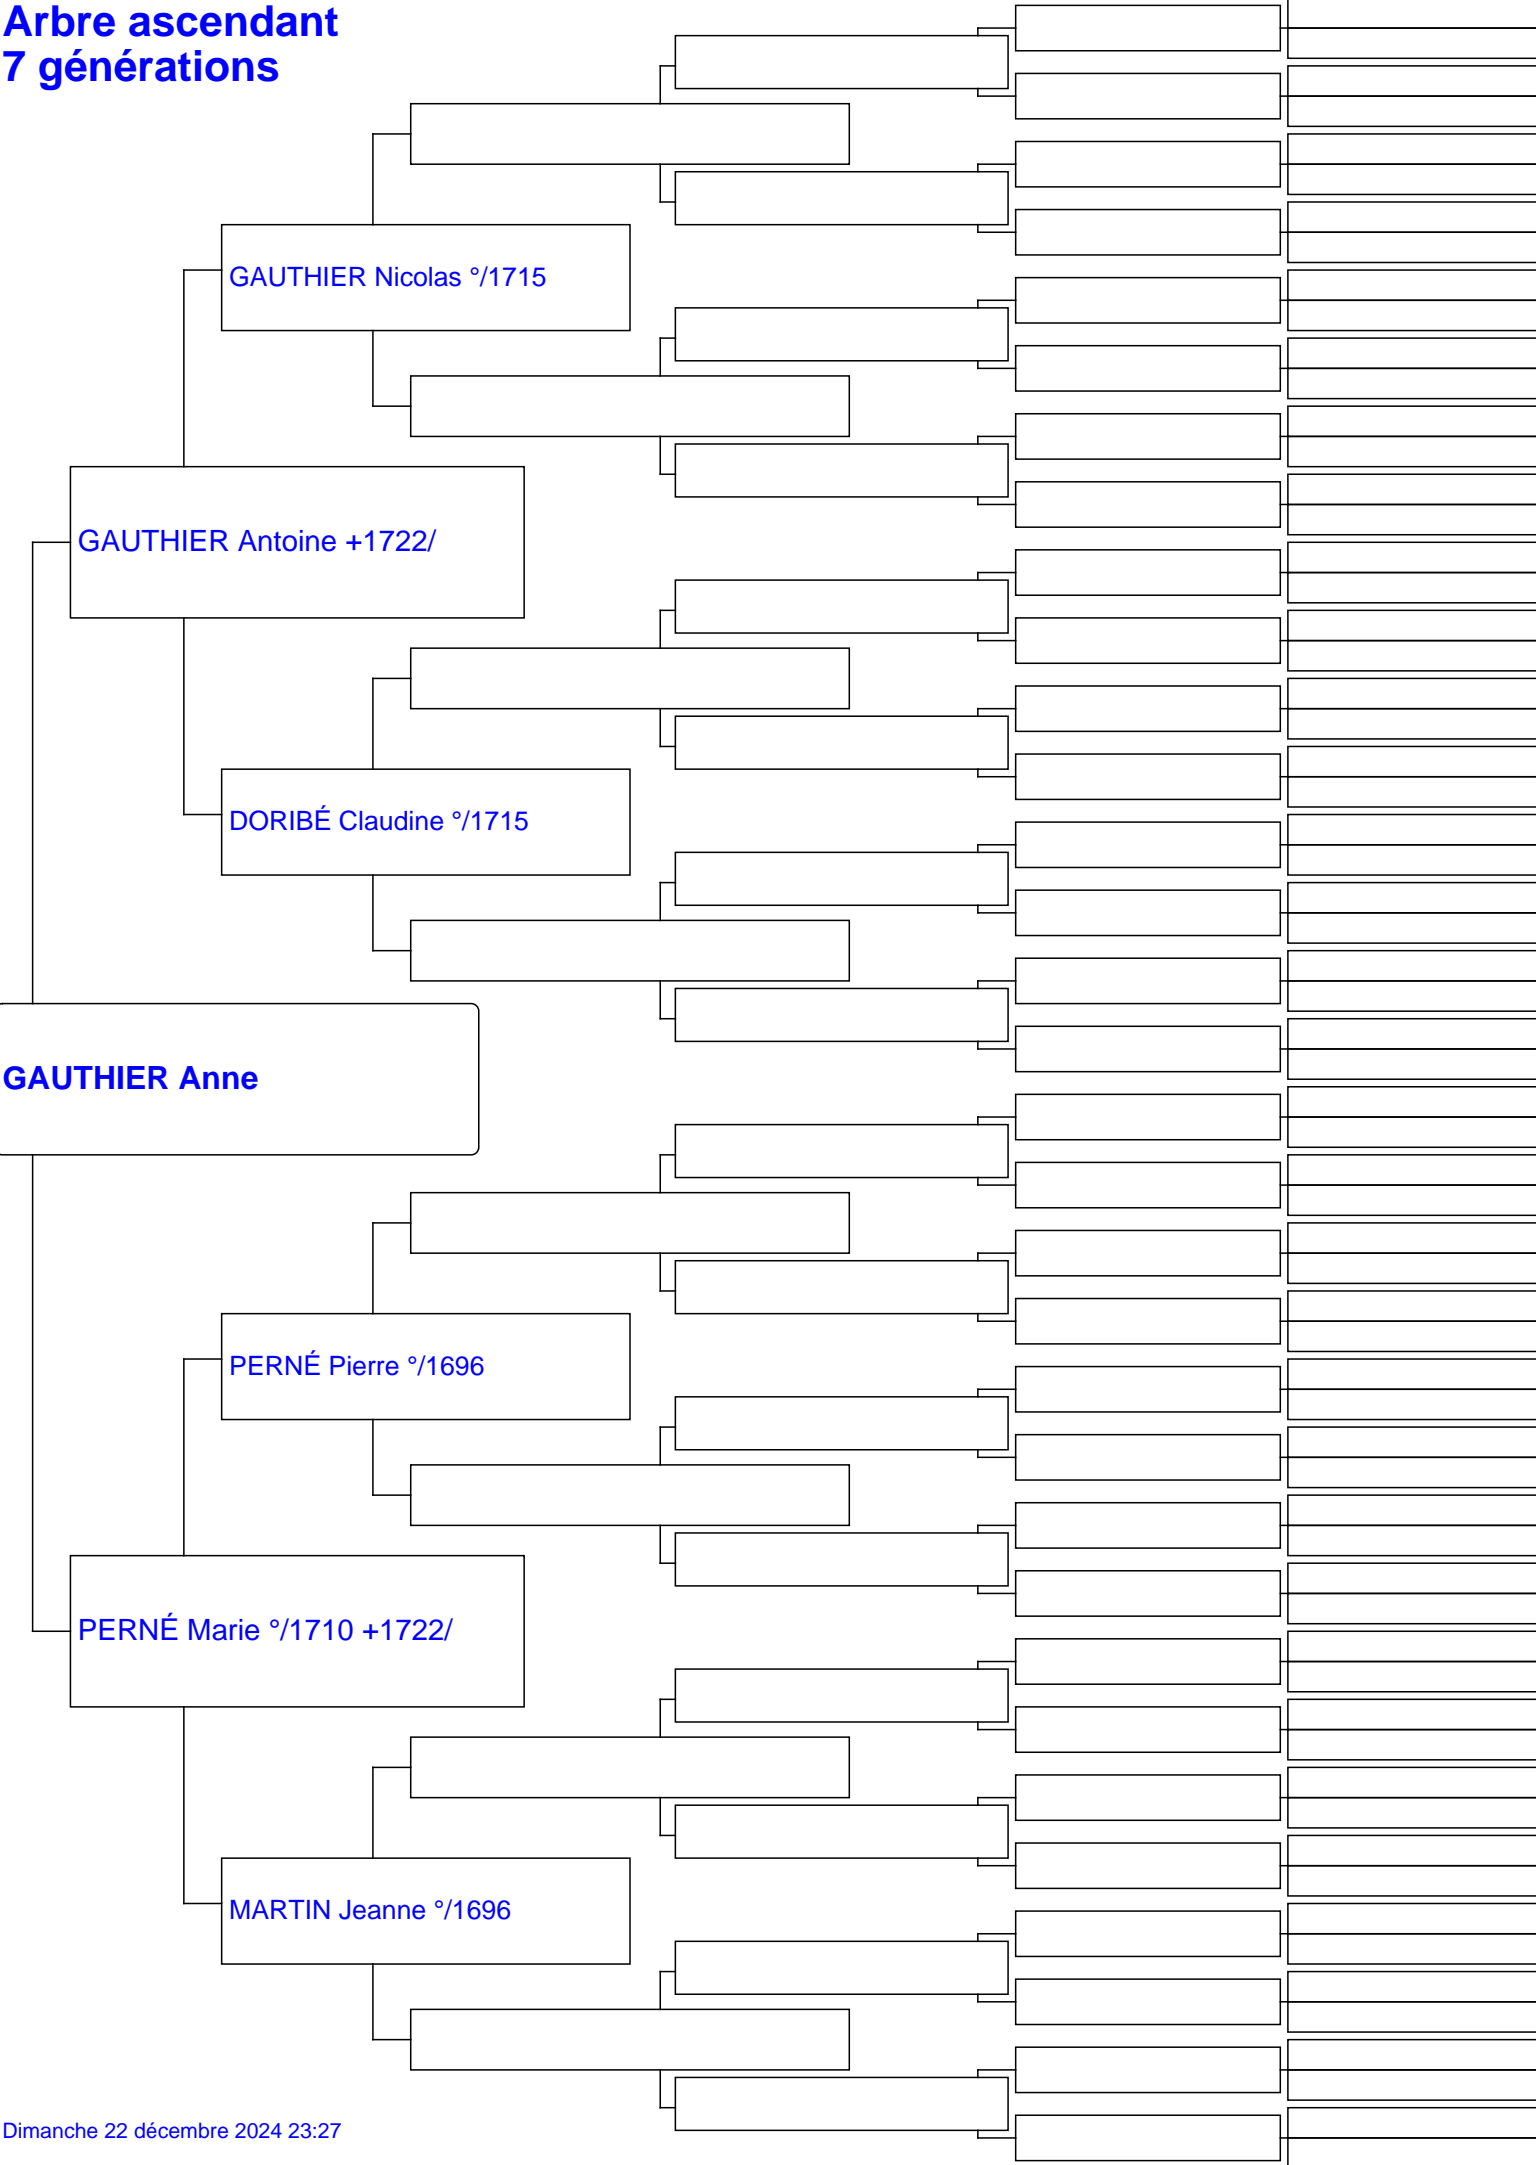 Arbre ascendant
7 générations
GAUTHIER Nicolas °/1715
GAUTHIER Antoine +1722/
DORIBÉ Claudine °/1715
GAUTHIER Anne
PERNÉ Pierre °/1696
PERNÉ Marie °/1710 +1722/
MARTIN Jeanne °/1696
Dimanche 22 décembre 2024 23:27